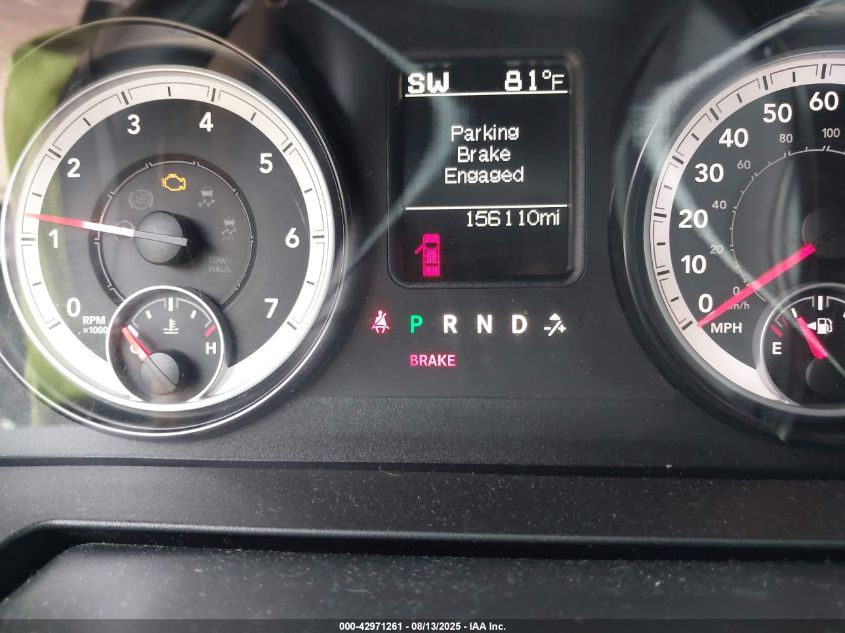 SW 81°F
Parking
Brake
Engaged
156110mi
0 1 2 3 4 5 6 7
RPM
x1000
TOW-
HAUL
C H
P R N D
BRAKE
0 10 20 30 40 50 60
0 20 40 60 80 100
km/h
MPH
E
000-42971261 - 08/13/2025 - IAA Inc.